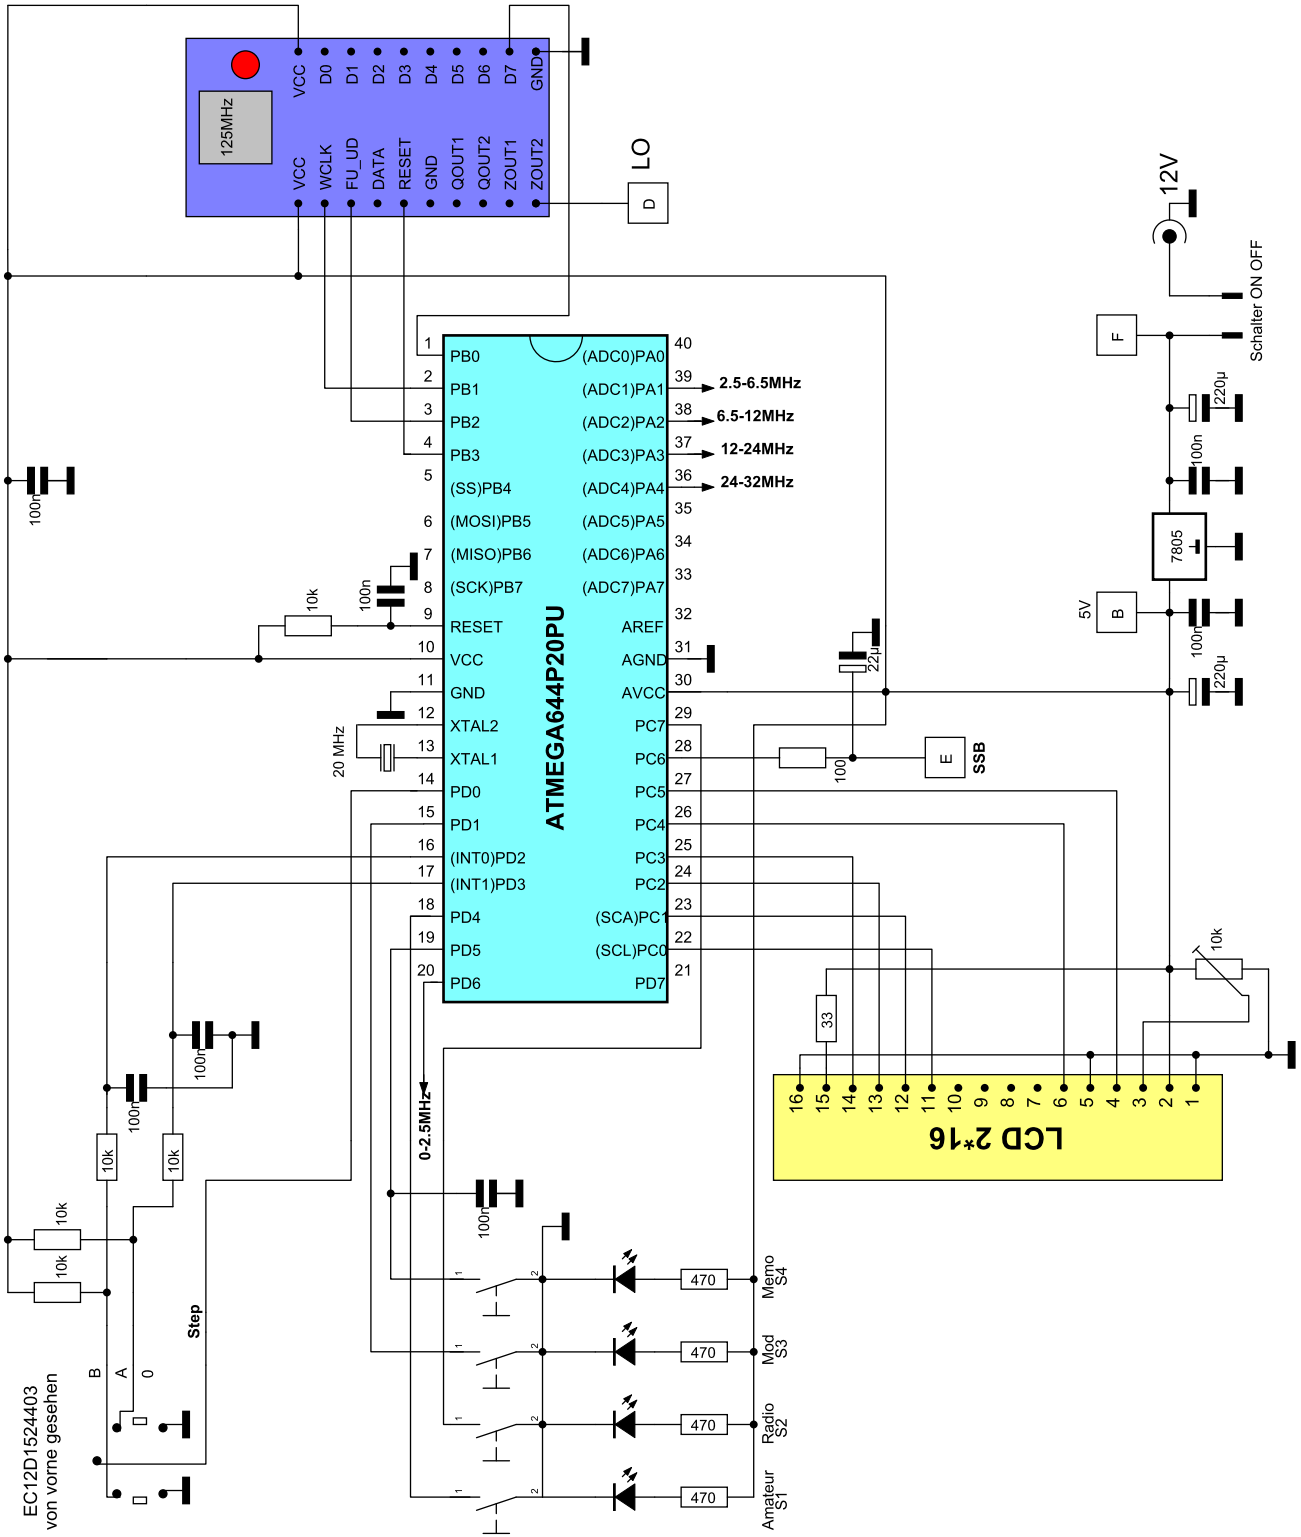 125MHz
VCC
D0
D1
D2
D3
D4
D5
D6
D7
GND
VCC
WCLK
FU_UD
DATA
RESET
GND
QOUT1
QOUT2
ZOUT1
ZOUT2
D
LO
12V
Schalter ON OFF
F
220µ
100n
7805
5V
B
100n
220µ
10k
100n
10k
100n
20 MHz
ATMEGA644P20PU
1 PB0
2 PB1
3 PB2
4 PB3
5 (SS)PB4
6 (MOSI)PB5
7 (MISO)PB6
8 (SCK)PB7
9 RESET
10 VCC
11 GND
12 XTAL2
13 XTAL1
14 PD0
15 PD1
16 (INT0)PD2
17 (INT1)PD3
18 PD4
19 PD5
20 PD6
(ADC0)PA0 40
(ADC1)PA1 39
(ADC2)PA2 38
(ADC3)PA3 37
(ADC4)PA4 36
(ADC5)PA5 35
(ADC6)PA6 34
(ADC7)PA7 33
AREF 32
AGND 31
AVCC 30
PC7 29
PC6 28
PC5 27
PC4 26
PC3 25
PC2 24
(SCA)PC1 23
(SCL)PC0 22
PD7 21
2.5-6.5MHz
6.5-12MHz
12-24MHz
24-32MHz
0-2.5MHz
22µ
100
E
SSB
33
16
15
14
13
12
11
10
9
8
7
6
5
4
3
2
1
LCD 2*16
100n
100n
10k
10k
10k
10k
Step
B
A
0
EC12D1524403
von vorne gesehen
100n
1
2
470
Memo
S4
1
2
470
Mod
S3
1
2
470
Radio
S2
1
2
470
Amateur
S1